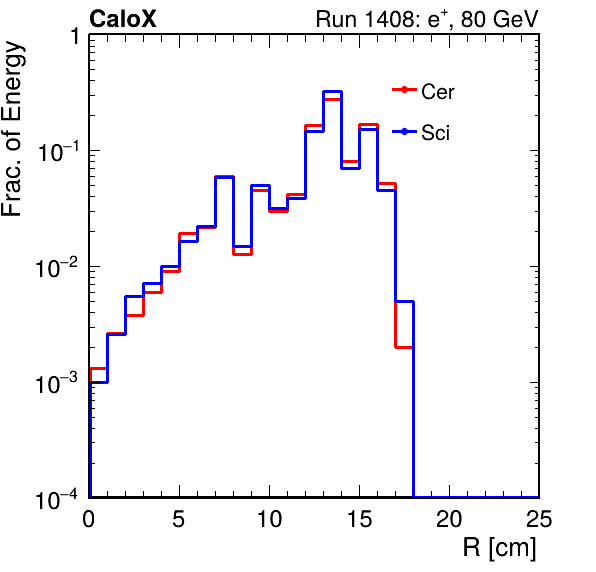 CaloX Run 1408: e⁺, 80 GeV
Frac. of Energy
1
10⁻¹
10⁻²
10⁻³
10⁻⁴
Cer
Sci
0 5 10 15 20 25
R [cm]